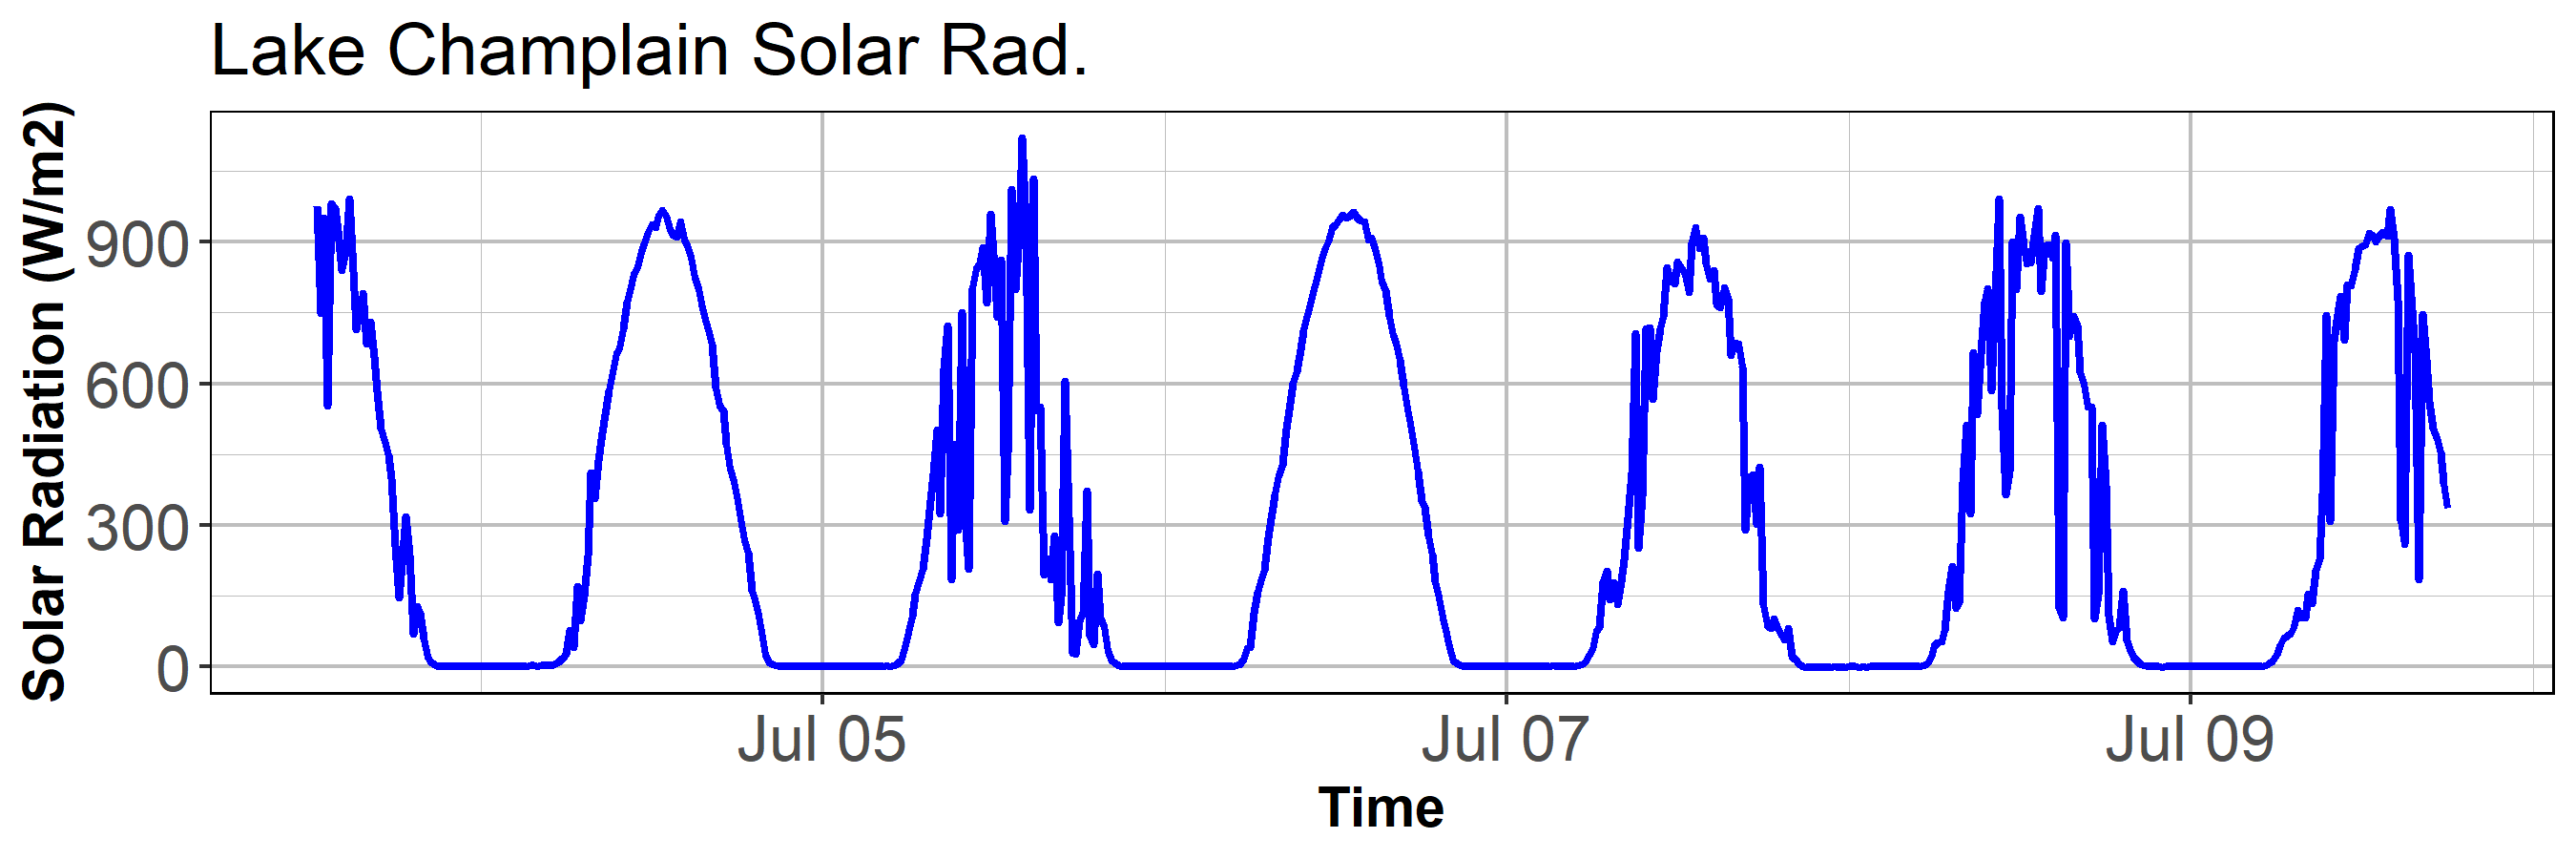 Lake Champlain Solar Rad.
Solar Radiation (W/m2)
900
600
300
0
Jul 05
Jul 07
Jul 09
Time